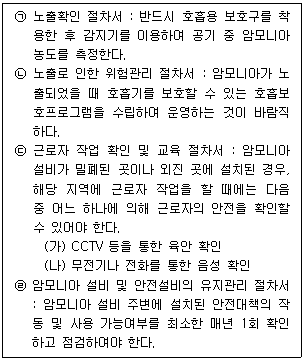 ㉠ 노출확인 절차서 : 반드시 호흡용 보호구를 착
용한 후 감지기를 이용하여 공기 중 암모니아
농도를 측정한다.
㉡ 노출로 인한 위험관리 절차서 : 암모니아가 노
출되었을 때 호흡기를 보호할 수 있는 호흡보
호프로그램을 수립하여 운영하는 것이 바람직
하다.
㉢ 근로자 작업 확인 및 교육 절차서 : 암모니아
설비가 밀폐된 곳이나 외진 곳에 설치된 경우,
해당 지역에 근로자 작업을 할 때에는 다음
중 어느 하나에 의해 근로자의 안전을 확인할
수 있어야 한다.
(가) CCTV 등을 통한 육안 확인
(나) 무전기나 전화를 통한 음성 확인
㉣ 암모니아 설비 및 안전설비의 유지관리 절차서
: 암모니아 설비 주변에 설치된 안전대책의 작
동 및 사용 가능여부를 최소한 매년 1회 확인
하고 점검하여야 한다.